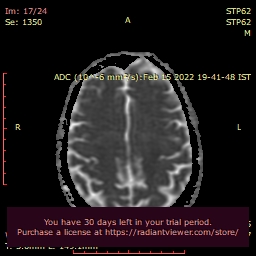 Im: 17/24
Se: 1350
A
STP62
STP62
M
ADC (10^-6 mm²/s):Feb 15 2022 19-41-48 IST
R
L
You have 30 days left in your trial period.
Purchase a license at https://radiantviewer.com/store/